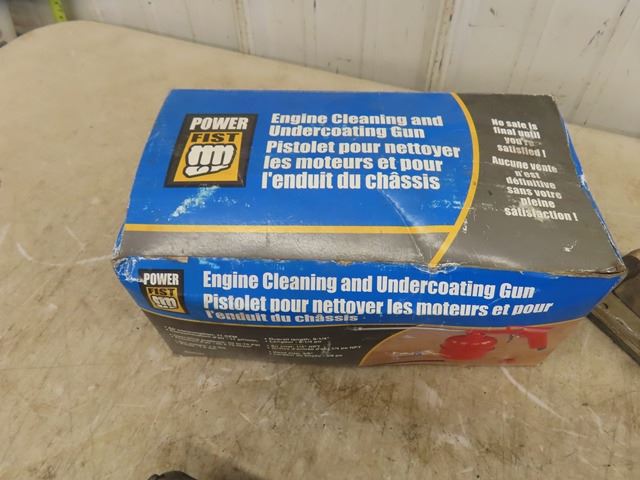 POWER
FIST
Engine Cleaning and
Undercoating Gun
Pistolet pour nettoyer
les moteurs et pour
l'enduit du châssis
No sale is
final until
you're
satisfied !
Aucune vente
n'est
définitive
sans votre
pleine
satisfaction !
POWER
FIST
Engine Cleaning and Undercoating Gun
Pistolet pour nettoyer les moteurs et pour
l'enduit du châssis
Overall length: